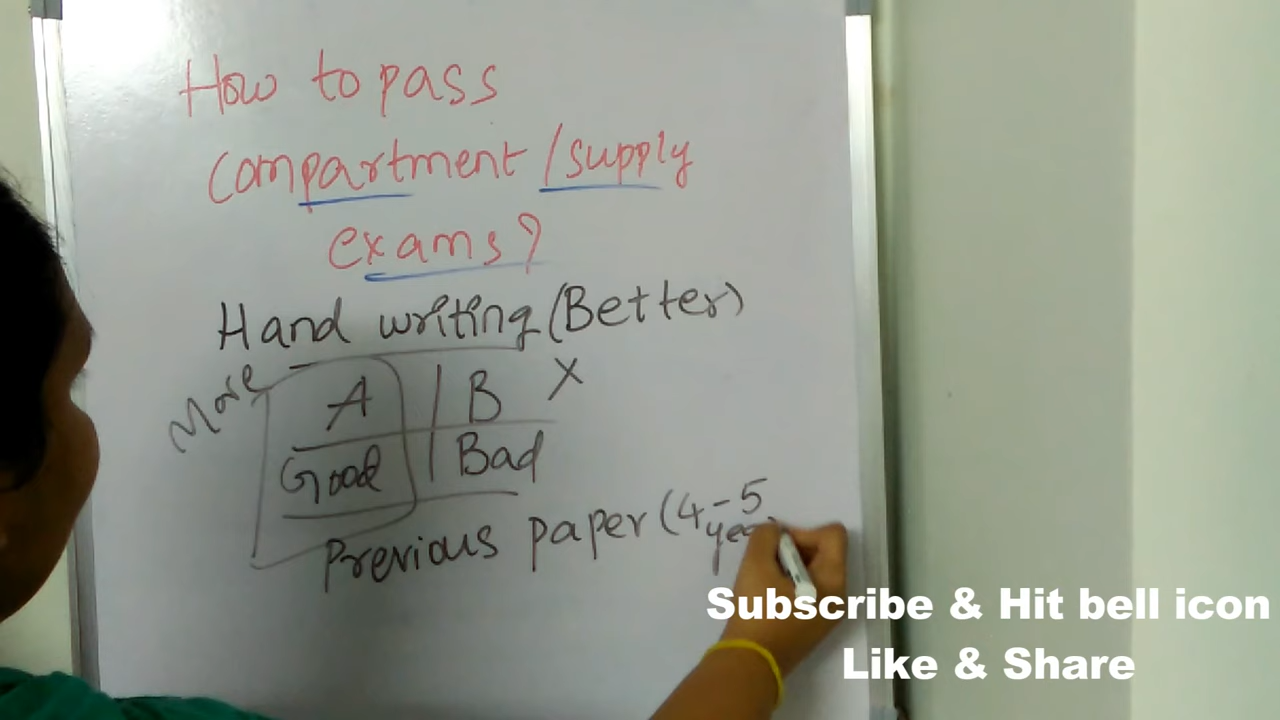 How to pass
compartment / supply
exams?
Hand writing (Better)
More A B X
Good Bad
Previous paper (4-5
Subscribe & Hit bell icon
Like & Share